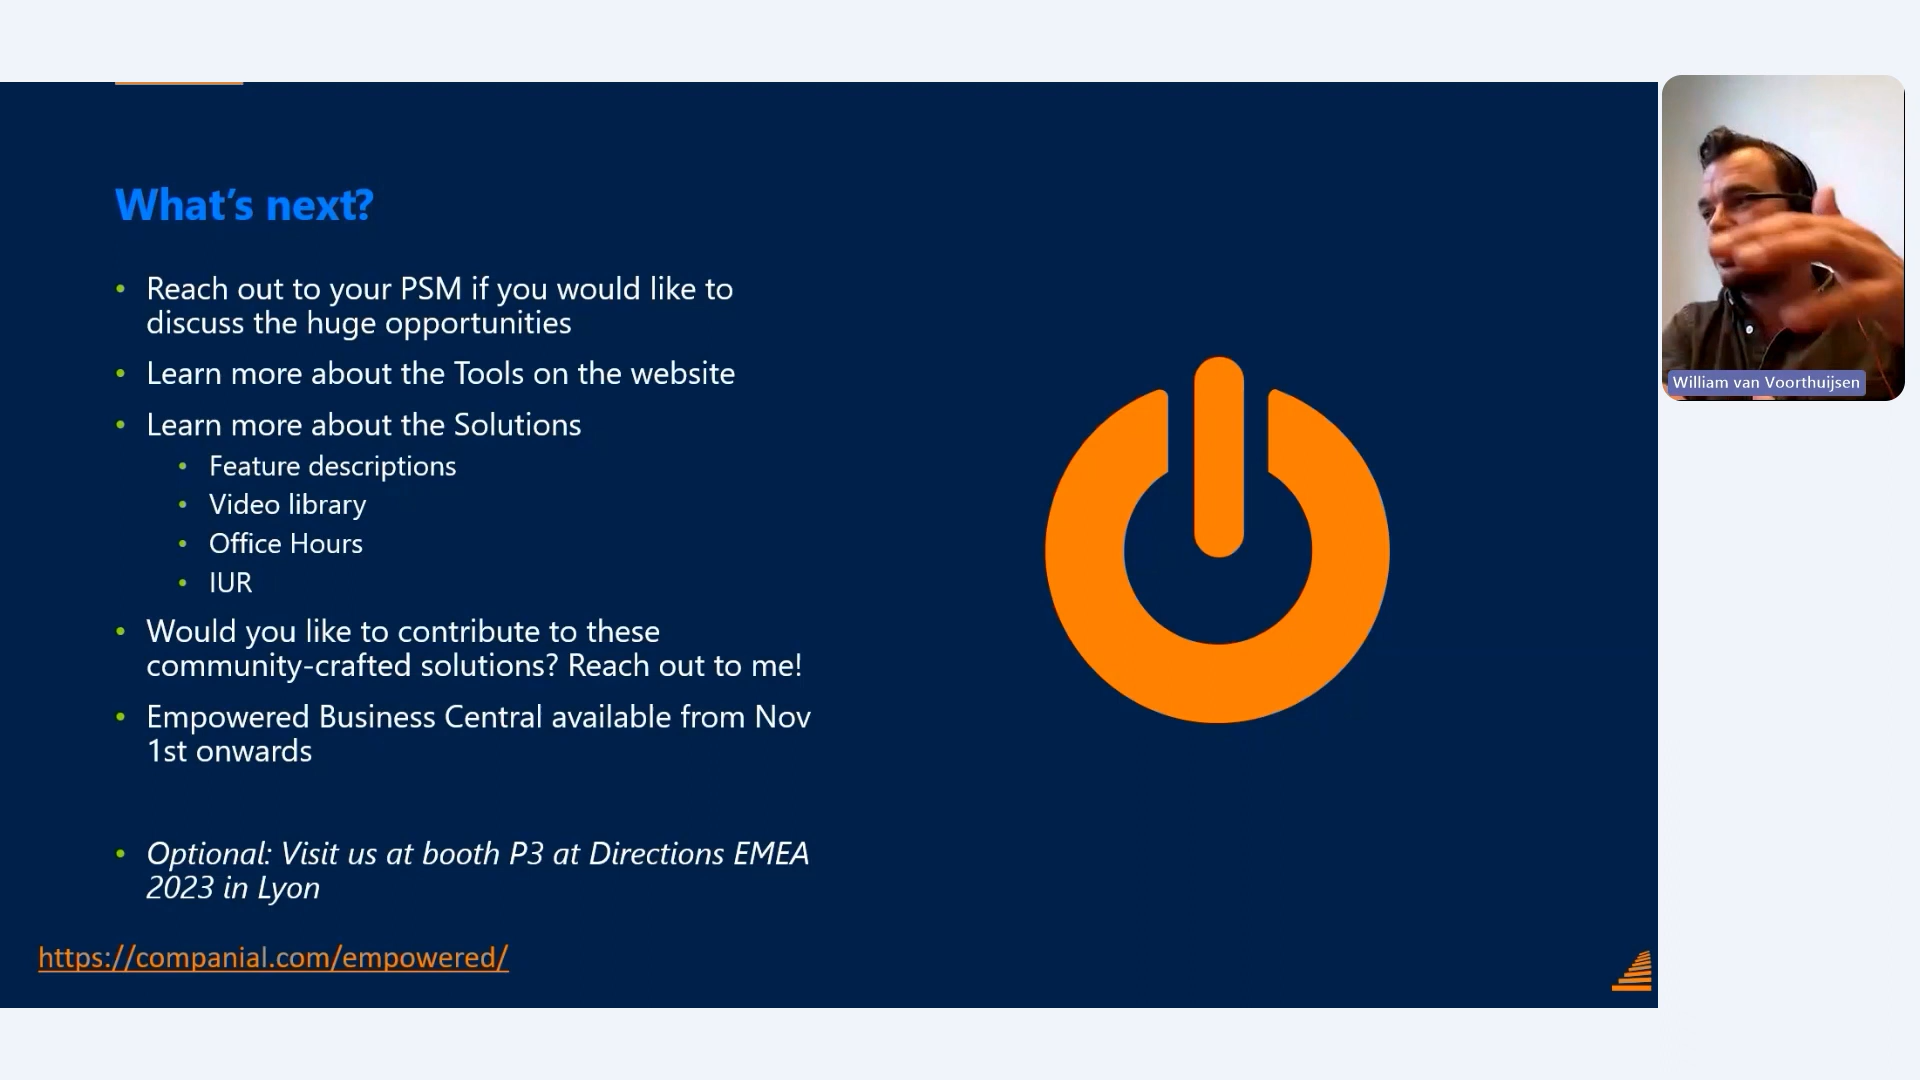 What's next?
• Reach out to your PSM if you would like to
discuss the huge opportunities
• Learn more about the Tools on the website
• Learn more about the Solutions
• Feature descriptions
• Video library
• Office Hours
• IUR
• Would you like to contribute to these
community-crafted solutions? Reach out to me!
• Empowered Business Central available from Nov
1st onwards
• Optional: Visit us at booth P3 at Directions EMEA
2023 in Lyon
https://companial.com/empowered/
William van Voorthuijsen